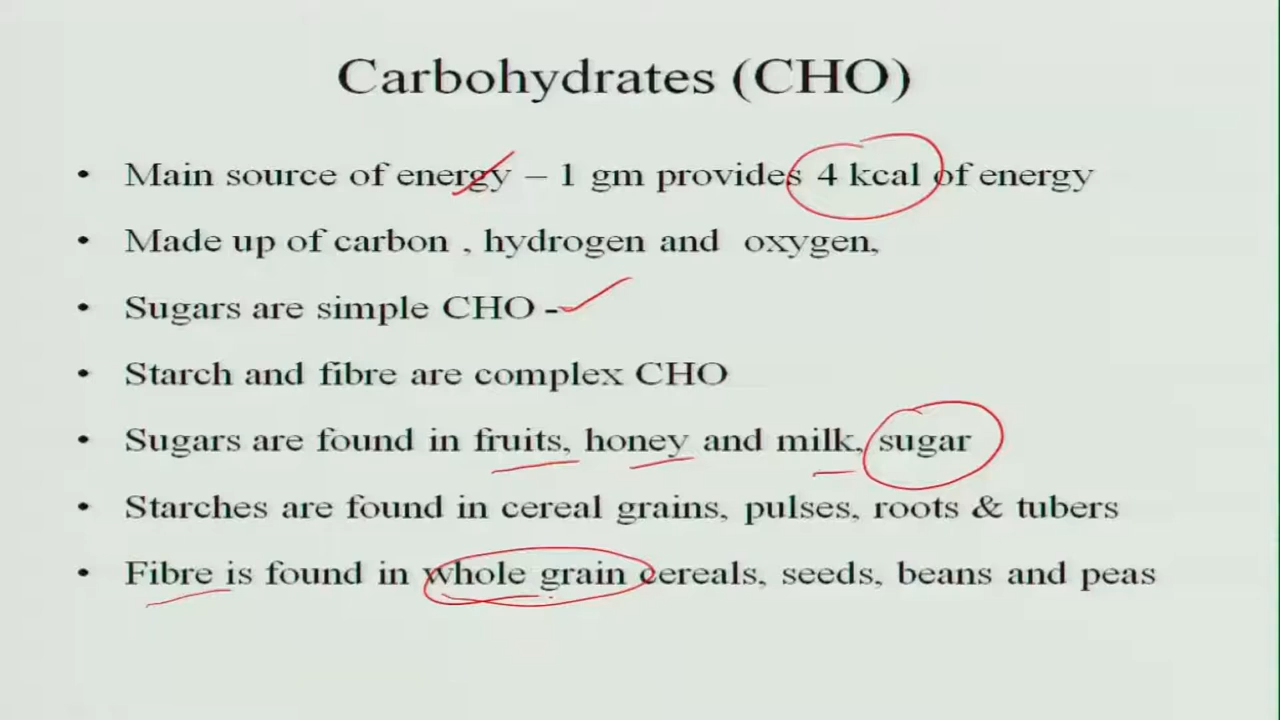 Carbohydrates (CHO)
• Main source of energy – 1 gm provides 4 kcal of energy
• Made up of carbon , hydrogen and oxygen,
• Sugars are simple CHO -
• Starch and fibre are complex CHO
• Sugars are found in fruits, honey and milk, sugar
• Starches are found in cereal grains, pulses, roots & tubers
• Fibre is found in whole grain cereals, seeds, beans and peas